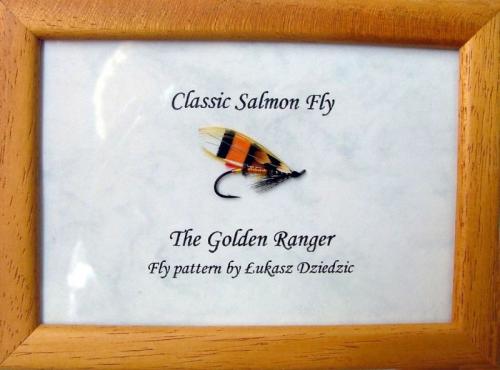 Classic Salmon Fly
The Golden Ranger
Fly pattern by Łukasz Dziedzic